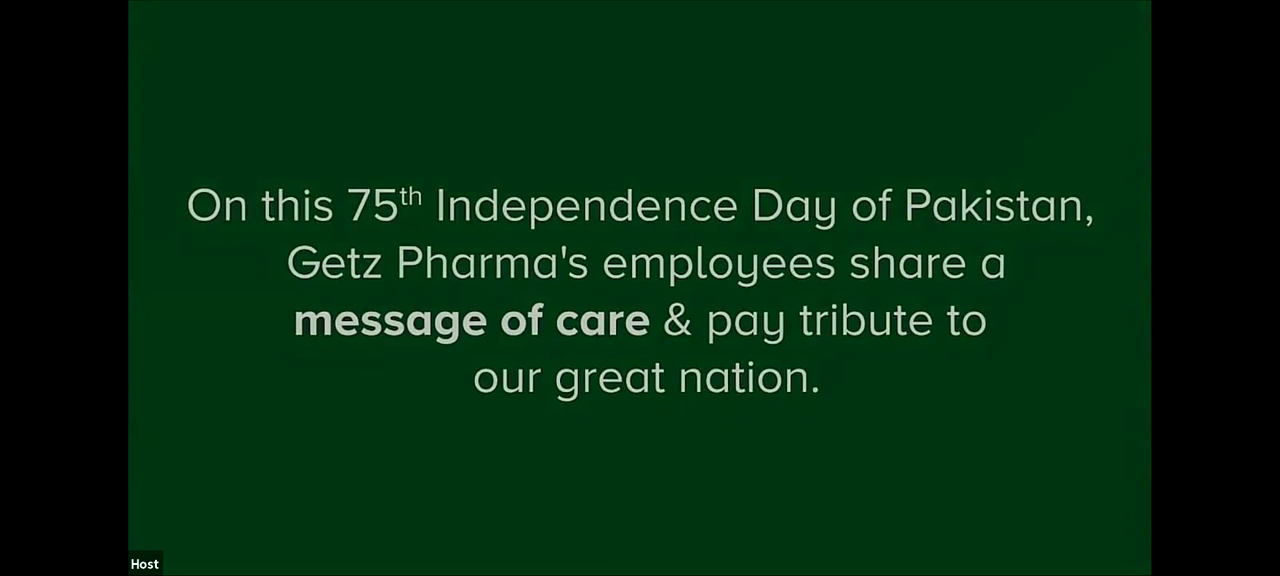 On this 75th Independence Day of Pakistan,
Getz Pharma's employees share a
message of care & pay tribute to
our great nation.
Host